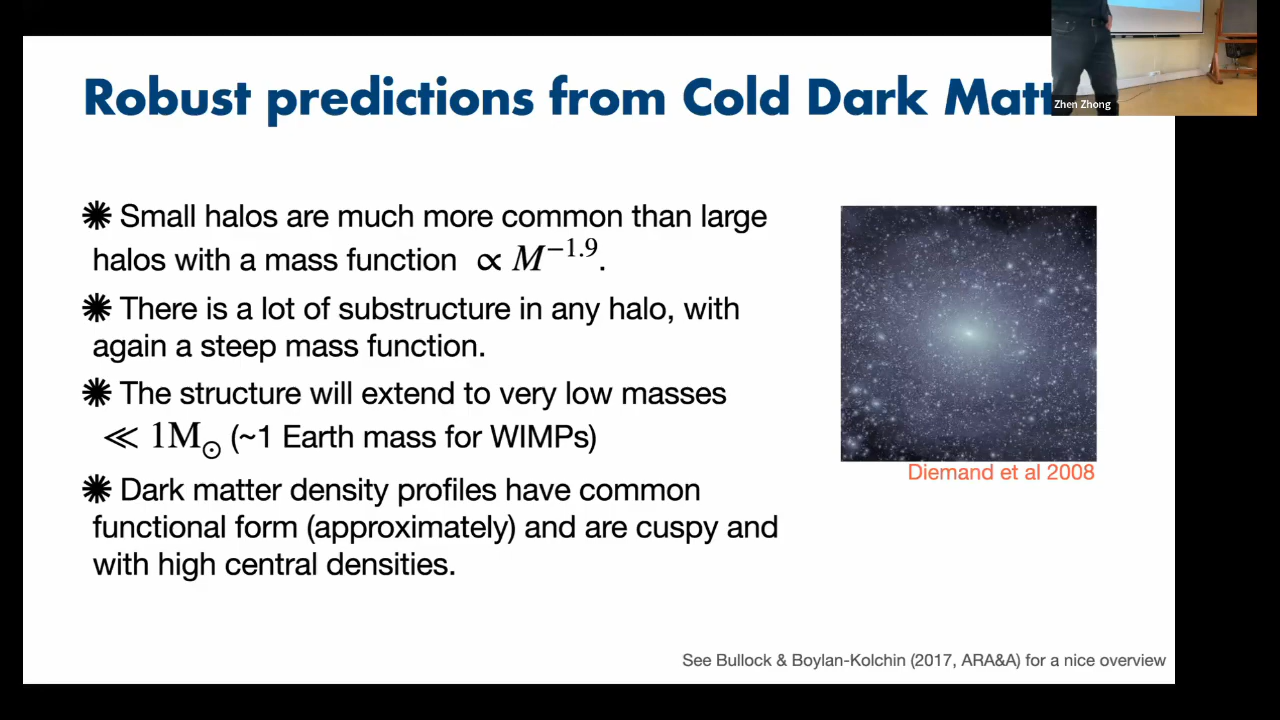 Robust predictions from Cold Dark Matt
Zhen Zhong
✺ Small halos are much more common than large
halos with a mass function ∝ M^−1.9.
✺ There is a lot of substructure in any halo, with
again a steep mass function.
✺ The structure will extend to very low masses
≪ 1M_⊙ (~1 Earth mass for WIMPs)
✺ Dark matter density profiles have common
functional form (approximately) and are cuspy and
with high central densities.
Diemand et al 2008
See Bullock & Boylan-Kolchin (2017, ARA&A) for a nice overview